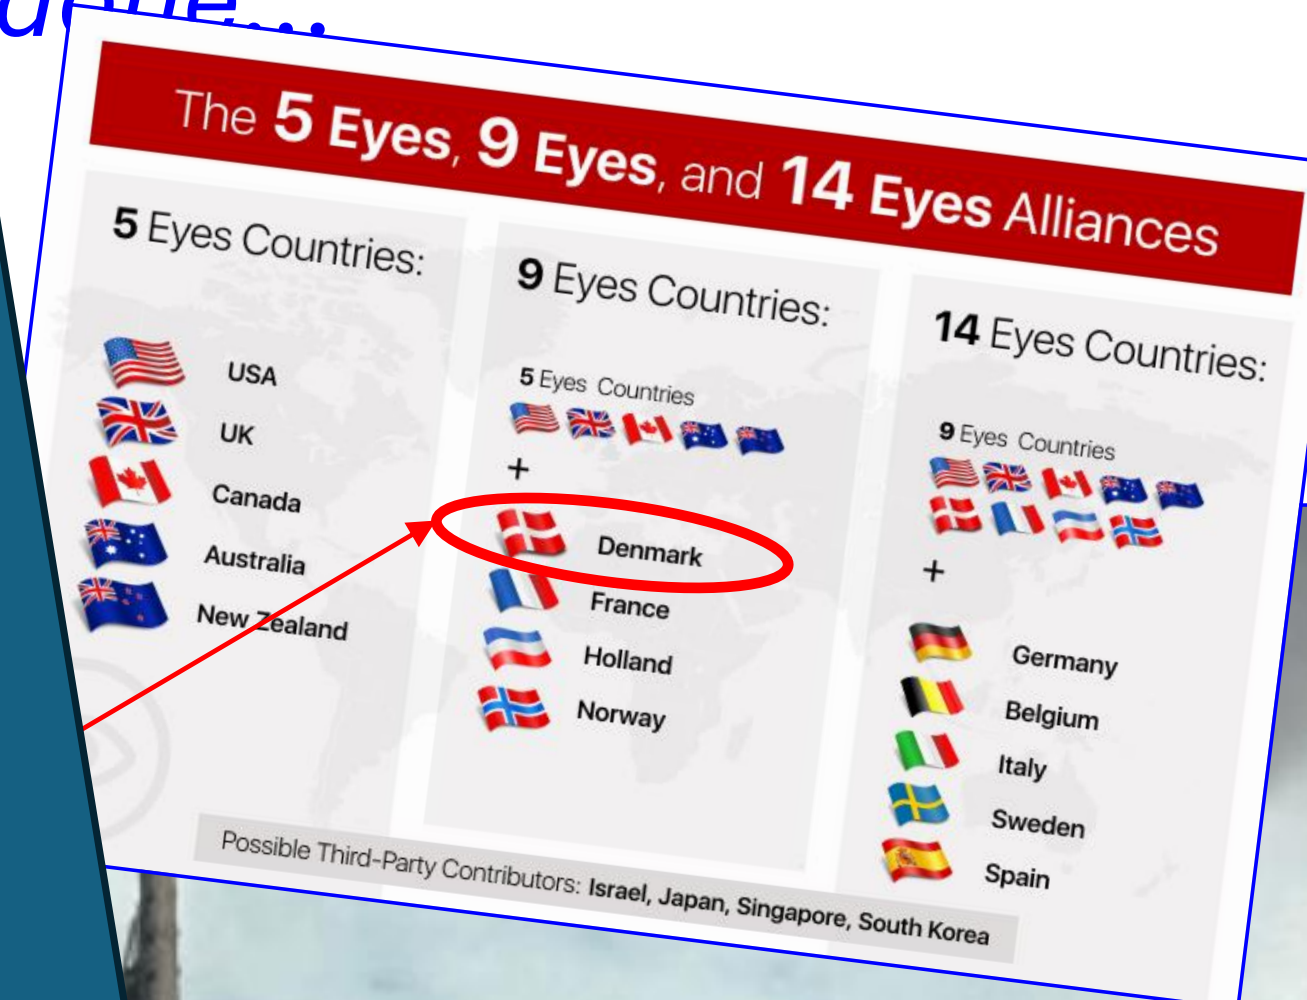 done...
The 5 Eyes, 9 Eyes, and 14 Eyes Alliances
5 Eyes Countries:
USA
UK
Canada
Australia
New Zealand
9 Eyes Countries:
5 Eyes Countries
+
Denmark
France
Holland
Norway
14 Eyes Countries:
9 Eyes Countries
+
Germany
Belgium
Italy
Sweden
Spain
Possible Third-Party Contributors: Israel, Japan, Singapore, South Korea